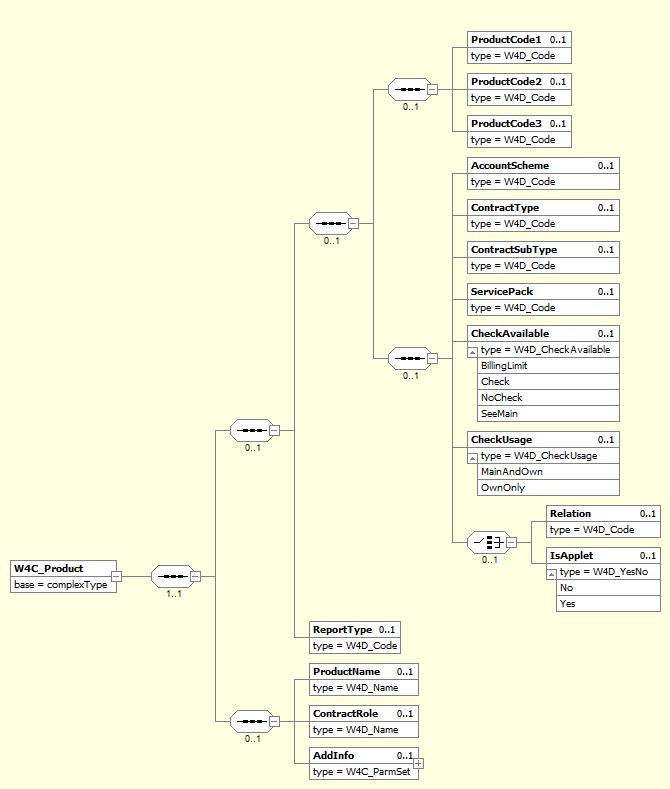 ProductCode1 0..1
type = W4D_Code
ProductCode2 0..1
type = W4D_Code
0..1
ProductCode3 0..1
type = W4D_Code
AccountScheme 0..1
type = W4D_Code
ContractType 0..1
type = W4D_Code
0..1
ContractSubType 0..1
type = W4D_Code
ServicePack 0..1
type = W4D_Code
CheckAvailable 0..1
type = W4D_CheckAvailable
BillingLimit
0..1
Check
NoCheck
SeeMain
CheckUsage 0..1
type = W4D_CheckUsage
0..1
MainAndOwn
OwnOnly
Relation 0..1
type = W4D_Code
IsApplet 0..1
0..1
type = W4D_YesNo
No
Yes
W4C_Product
base = complexType
1..1
ReportType 0..1
type = W4D_Code
ProductName 0..1
type = W4D_Name
ContractRole 0..1
type = W4D_Name
0..1
AddInfo 0..1
type = W4C_ParmSet